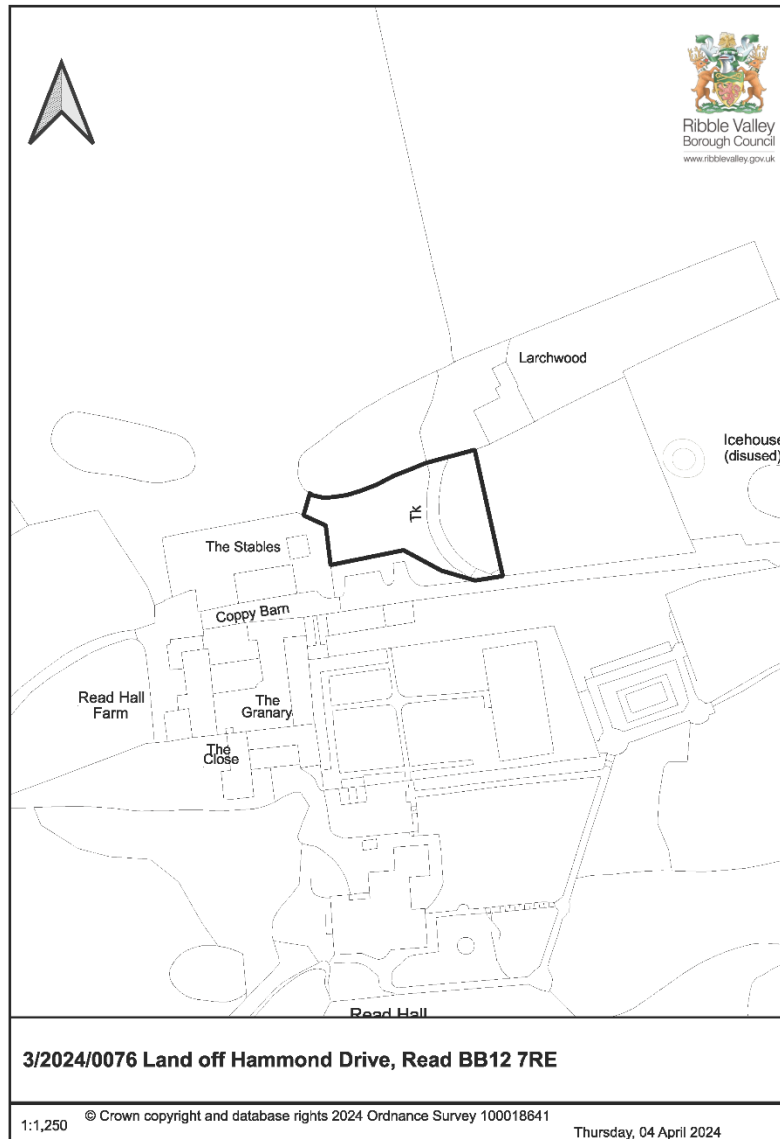 Ribble Valley
Borough Council
www.ribblevalley.gov.uk
Larchwood
Icehouse
(disused)
Tk
The Stables
Coppy Barn
Read Hall
Farm
The
Granary
The
Close
Read Hall
3/2024/0076 Land off Hammond Drive, Read BB12 7RE
1:1,250
© Crown copyright and database rights 2024 Ordnance Survey 100018641
Thursday, 04 April 2024